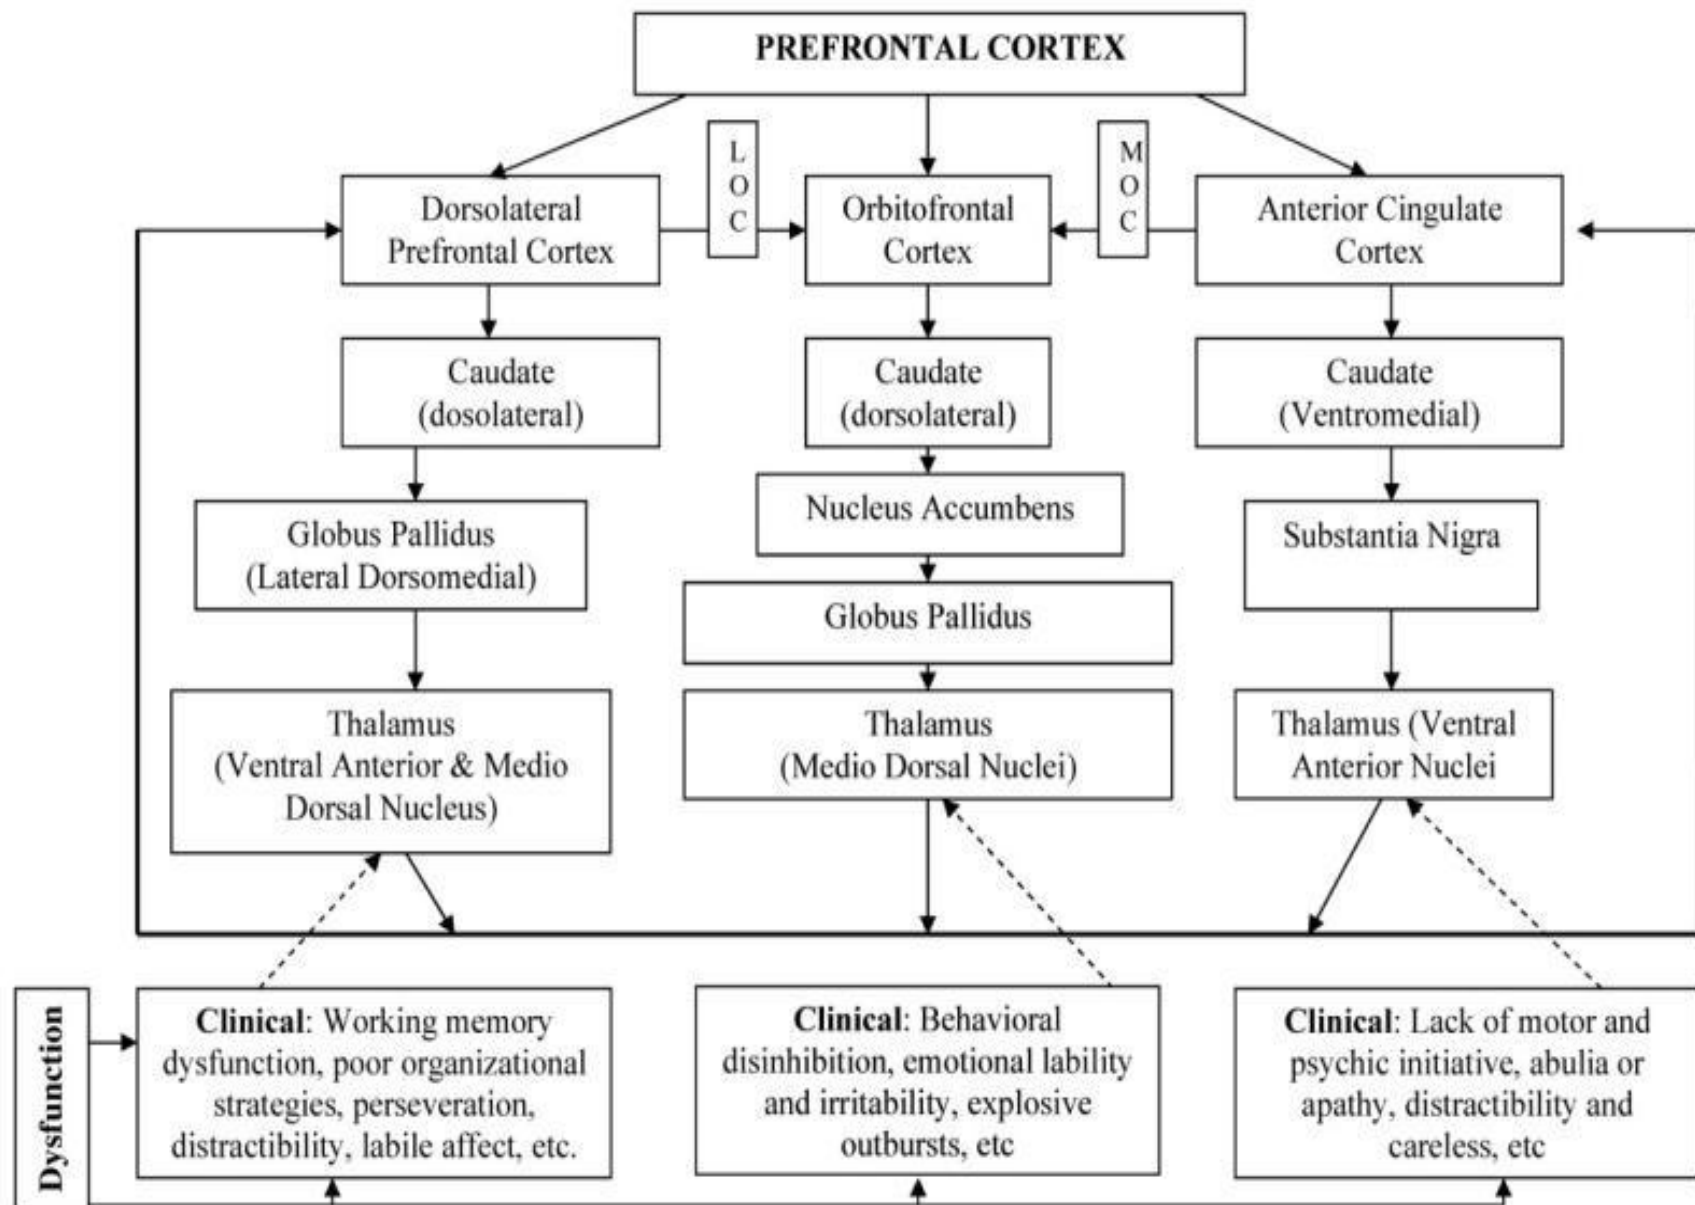 PREFRONTAL CORTEX
L
O
C
M
O
C
Dorsolateral
Prefrontal Cortex
Orbitofrontal
Cortex
Anterior Cingulate
Cortex
Caudate
(dosolateral)
Caudate
(dorsolateral)
Caudate
(Ventromedial)
Globus Pallidus
(Lateral Dorsomedial)
Nucleus Accumbens
Substantia Nigra
Globus Pallidus
Thalamus
(Ventral Anterior & Medio
Dorsal Nucleus)
Thalamus
(Medio Dorsal Nuclei)
Thalamus (Ventral
Anterior Nuclei
Dysfunction
Clinical: Working memory
dysfunction, poor organizational
strategies, perseveration,
distractibility, labile affect, etc.
Clinical: Behavioral
disinhibition, emotional lability
and irritability, explosive
outbursts, etc
Clinical: Lack of motor and
psychic initiative, abulia or
apathy, distractibility and
careless, etc